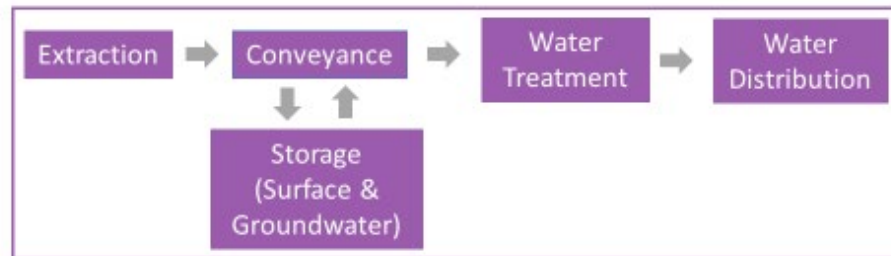 Extraction
Conveyance
Water
Treatment
Water
Distribution
Storage
(Surface &
Groundwater)